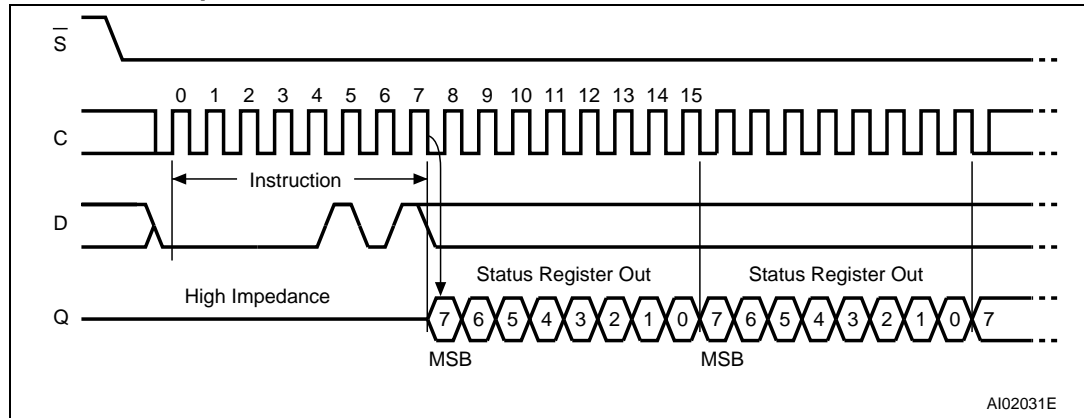 S
0 1 2 3 4 5 6 7 8 9 10 11 12 13 14 15
C
Instruction
D
Status Register Out Status Register Out
High Impedance
Q
7 6 5 4 3 2 1 0 7 6 5 4 3 2 1 0 7
MSB MSB
AI02031E